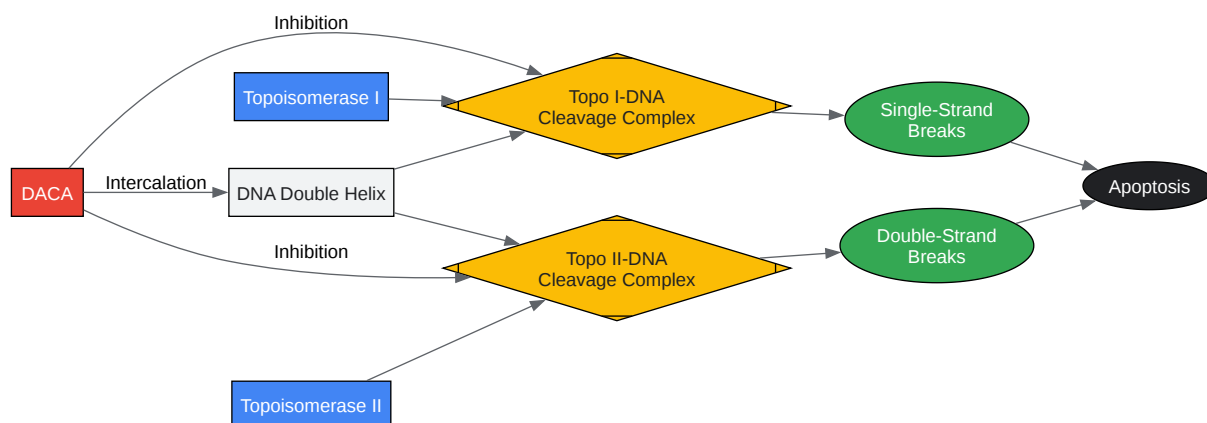 Inhibition
Topoisomerase I
Topo I-DNA
Cleavage Complex
Single-Strand
Breaks
DACA
Intercalation
DNA Double Helix
Apoptosis
Inhibition
Topo II-DNA
Cleavage Complex
Double-Strand
Breaks
Topoisomerase II